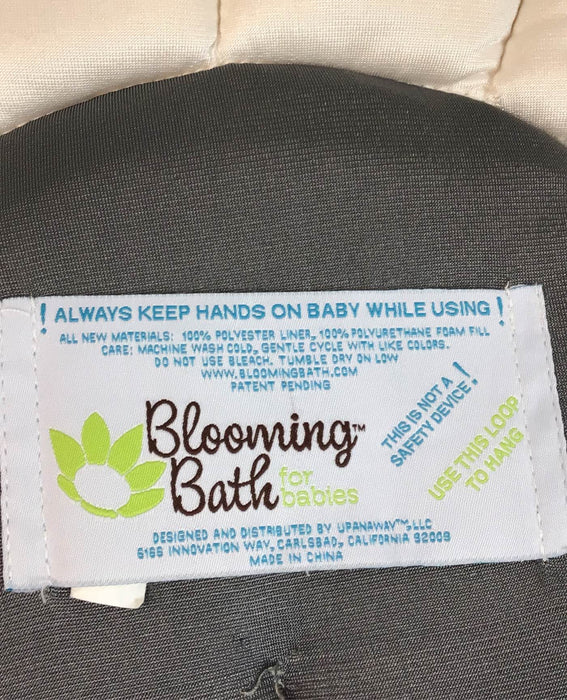 ! ALWAYS KEEP HANDS ON BABY WHILE USING !
ALL NEW MATERIALS: 100% POLYESTER LINER, 100% POLYURETHANE FOAM FILL
CARE: MACHINE WASH COLD, GENTLE CYCLE WITH LIKE COLORS.
DO NOT USE BLEACH. TUMBLE DRY ON LOW
WWW.BLOOMINGBATH.COM
PATENT PENDING
Blooming™
Bath for
babies
THIS IS NOT A
SAFETY DEVICE!
USE THIS LOOP
TO HANG
DESIGNED AND DISTRIBUTED BY UPANAWAY™, LLC
6165 INNOVATION WAY, CARLSBAD, CALIFORNIA 92009
MADE IN CHINA